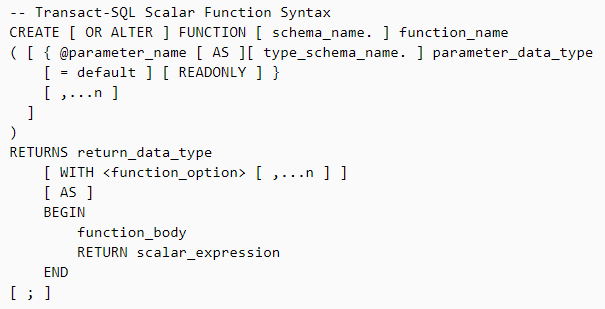 -- Transact-SQL Scalar Function Syntax
CREATE [ OR ALTER ] FUNCTION [ schema_name. ] function_name
( [ { @parameter_name [ AS ][ type_schema_name. ] parameter_data_type
    [ = default ] [ READONLY ] }
    [ ,...n ]
  ]
)
RETURNS return_data_type
    [ WITH <function_option> [ ,...n ] ]
    [ AS ]
    BEGIN
        function_body
        RETURN scalar_expression
    END
[ ; ]